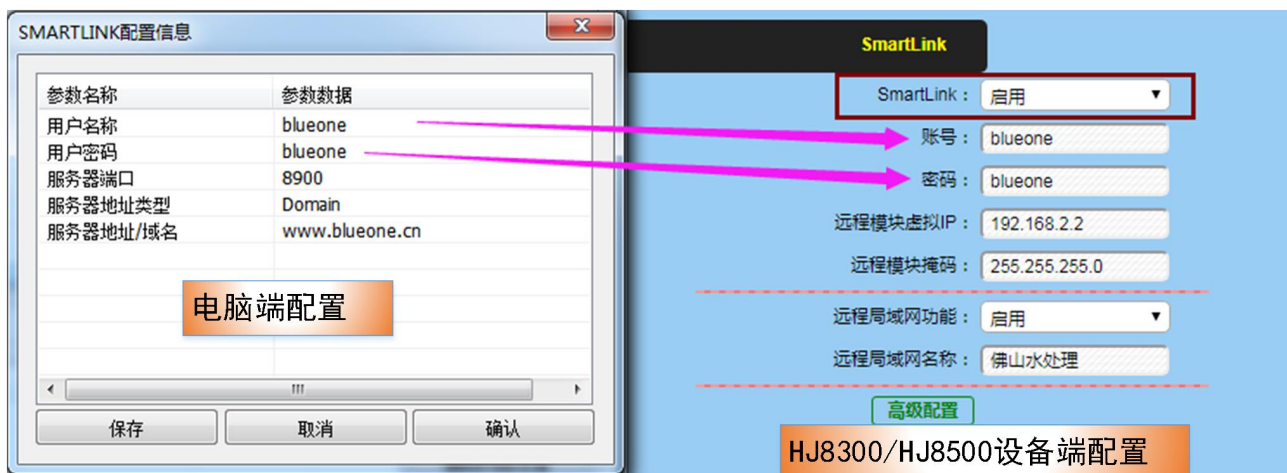 SMARTLINK配置信息
参数名称 参数数据
用户名称 blueone
用户密码 blueone
服务器端口 8900
服务器地址类型 Domain
服务器地址/域名 www.blueone.cn
电脑端配置
保存 取消 确认
SmartLink
SmartLink： 启用
账号： blueone
密码： blueone
远程模块虚拟IP： 192.168.2.2
远程模块掩码： 255.255.255.0
远程局域网功能： 启用
远程局域网名称： 佛山水处理
高级配置
HJ8300/HJ8500设备端配置